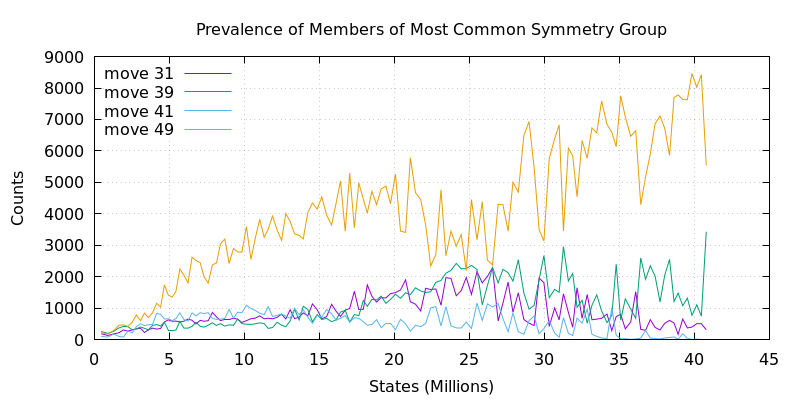 Prevalence of Members of Most Common Symmetry Group
9000
8000
7000
6000
5000
4000
3000
2000
1000
0
Counts
move 31
move 39
move 41
move 49
0 5 10 15 20 25 30 35 40 45
States (Millions)